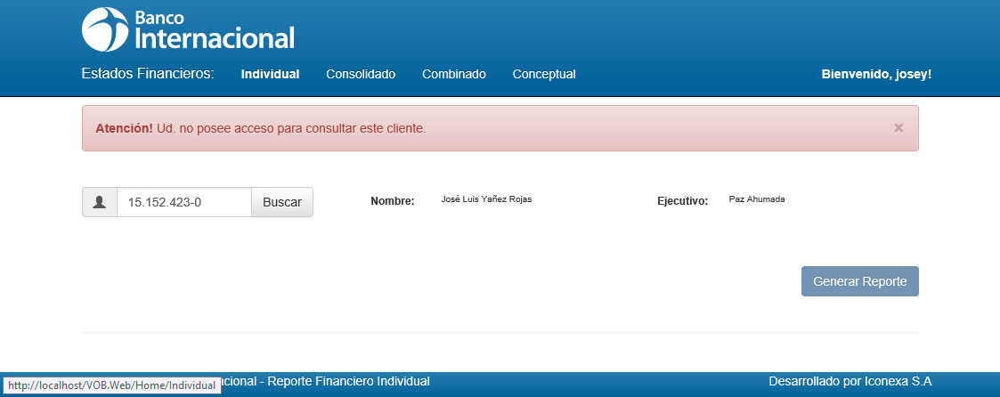 Banco
Internacional
Estados Financieros: Individual Consolidado Combinado Conceptual Bienvenido, josey!
Atención! Ud. no posee acceso para consultar este cliente. ×
15.152.423-0 Buscar Nombre: José Luis Yañez Rojas Ejecutivo: Paz Ahumada
Generar Reporte
cional - Reporte Financiero Individual Desarrollado por Iconexa S.A
http://localhost/VOB.Web/Home/Individual